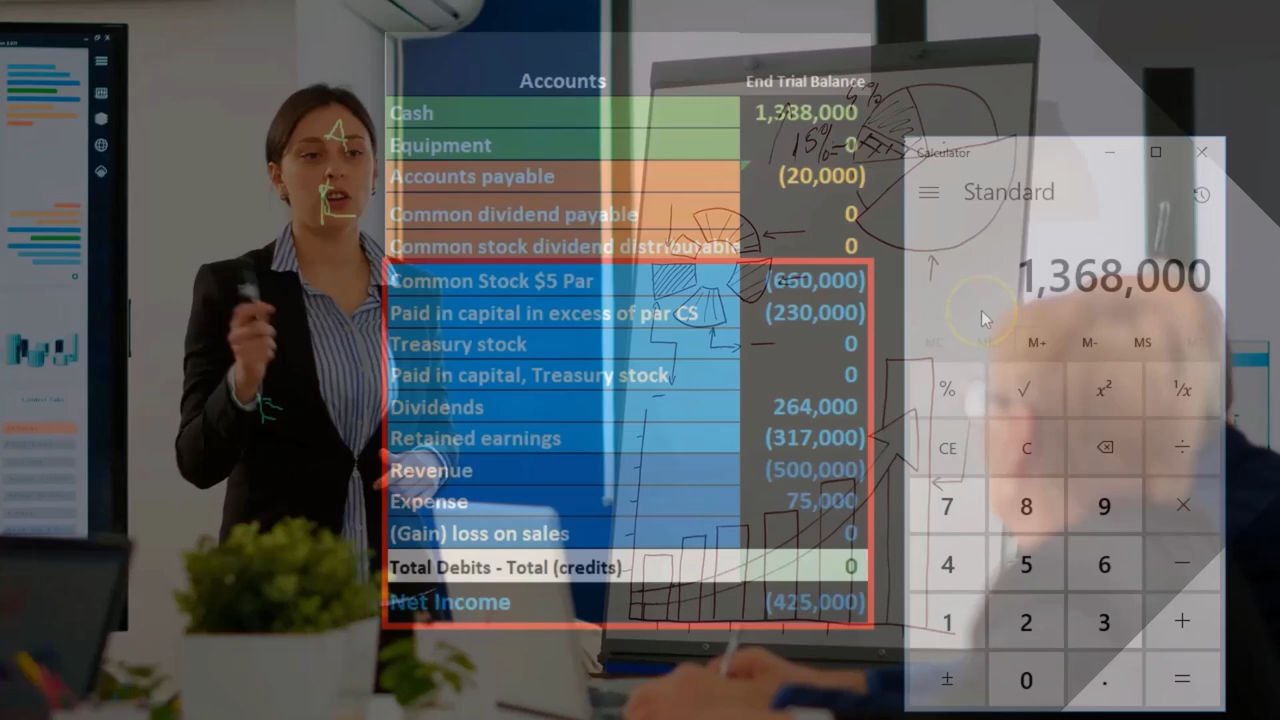 Accounts End Trial Balance
Cash 1,388,000
Equipment 0
Accounts payable (20,000)
Common dividend payable 0
Common stock dividend distributable 0
Common Stock $5 Par (660,000)
Paid in capital in excess of par CS (230,000)
Treasury stock 0
Paid in capital, Treasury stock 0
Dividends 264,000
Retained earnings (317,000)
Revenue (500,000)
Expense 75,000
(Gain) loss on sales 0
Total Debits - Total (credits) 0
Net Income (425,000)
A
L
E
15%
Calculator
Standard
1,368,000
MC M+ M- MS
% √ x² ¹/x
CE C ÷
7 8 9 ×
4 5 6 −
1 2 3 +
± 0 . =